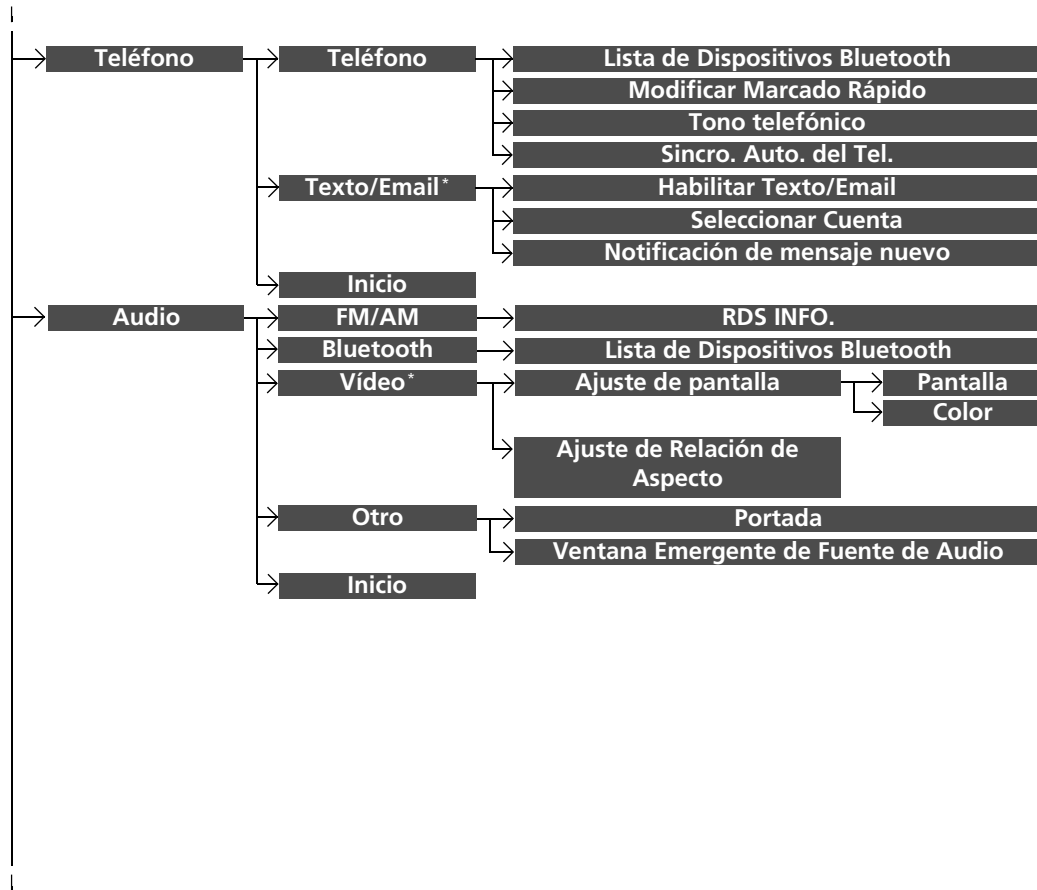 Teléfono
Teléfono
Lista de Dispositivos Bluetooth
Modificar Marcado Rápido
Tono telefónico
Sincro. Auto. del Tel.
Texto/Email*
Habilitar Texto/Email
Seleccionar Cuenta
Notificación de mensaje nuevo
Inicio
Audio
FM/AM
RDS INFO.
Bluetooth
Lista de Dispositivos Bluetooth
Vídeo*
Ajuste de pantalla
Pantalla
Color
Ajuste de Relación de
Aspecto
Otro
Portada
Ventana Emergente de Fuente de Audio
Inicio